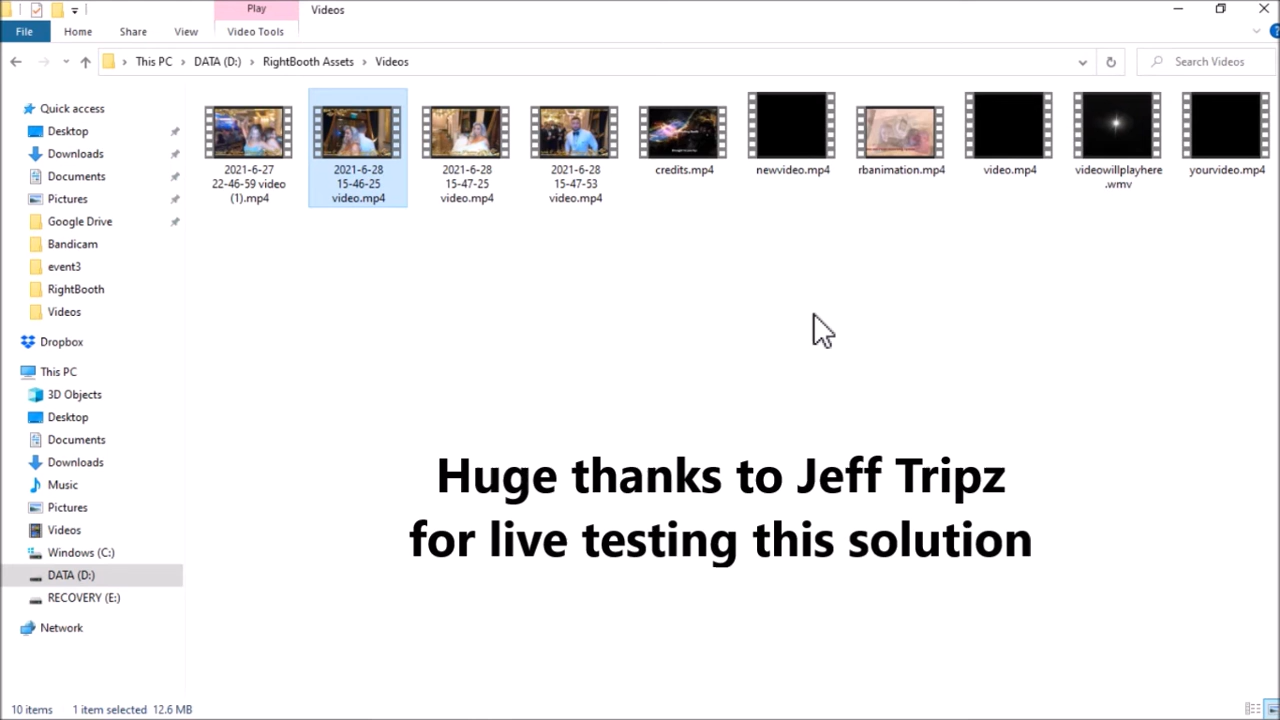 Play
Videos
File
Home
Share
View
Video Tools
This PC
DATA (D:)
RightBooth Assets
Videos
Search Videos
Quick access
Desktop
Downloads
Documents
Pictures
Google Drive
Bandicam
event3
RightBooth
Videos
Dropbox
This PC
3D Objects
Desktop
Documents
Downloads
Music
Pictures
Videos
Windows (C:)
DATA (D:)
RECOVERY (E:)
Network
2021-6-27
22-46-59 video
(1).mp4
2021-6-28
15-46-25
video.mp4
2021-6-28
15-47-25
video.mp4
2021-6-28
15-47-53
video.mp4
credits.mp4
newvideo.mp4
rbanimation.mp4
video.mp4
videowillplayhere
.wmv
yourvideo.mp4
Huge thanks to Jeff Tripz
for live testing this solution
10 items
1 item selected 12.6 MB